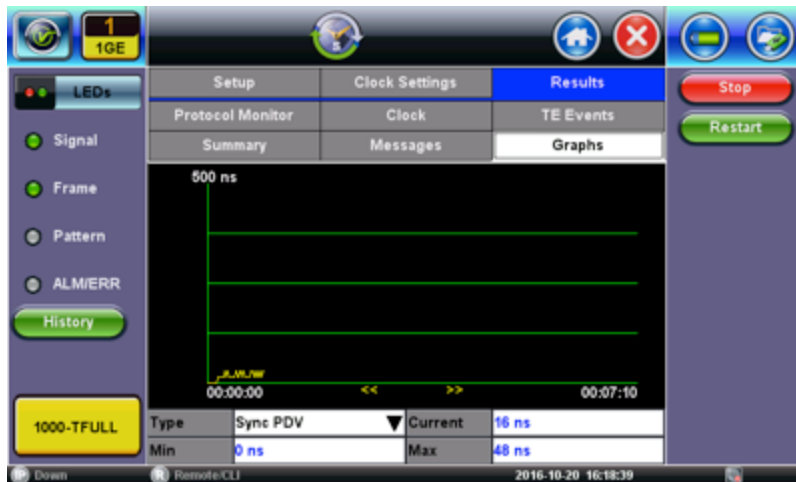 1
1GE
LEDs
Setup
Clock Settings
Results
Stop
Protocol Monitor
Clock
TE Events
Restart
Signal
Summary
Messages
Graphs
500 ns
Frame
Pattern
ALM/ERR
History
00:00:00
<<
>>
00:07:10
1000-TFULL
Type
Sync PDV
Current
16 ns
Min
0 ns
Max
48 ns
IP Down
R Remote/CLI
2016-10-20 16:18:39